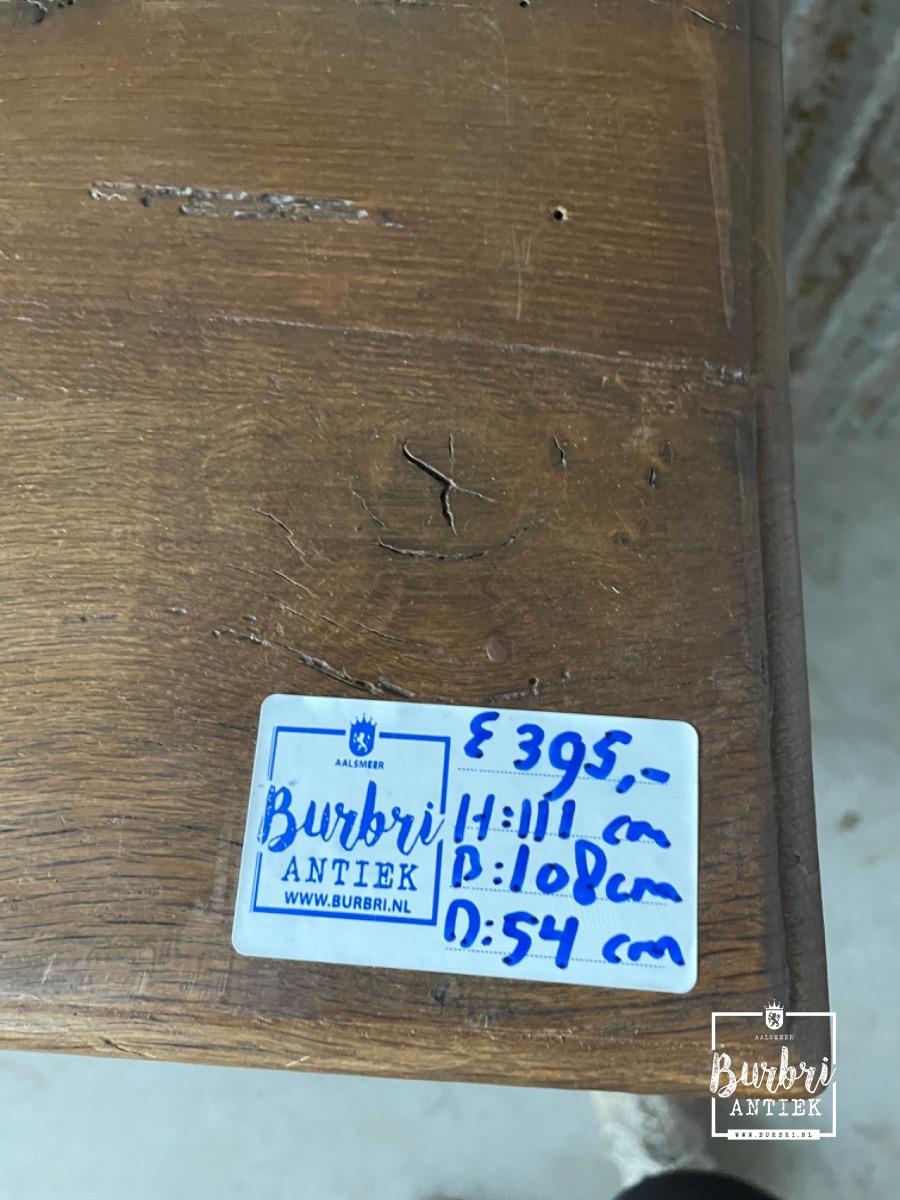 AALSMEER
Burbri
ANTIEK
WWW.BURBRI.NL
€ 395,-
H:111 cm
B:108cm
D:54 cm
AALSMEER
Burbri
ANTIEK
WWW.BURBRI.NL